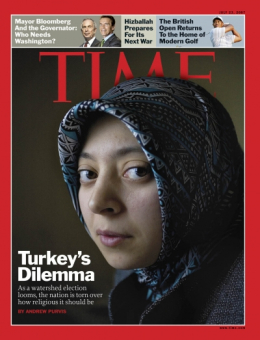 Mayor Bloomberg
And the Governator:
Who Needs
Washington?
Hizballah
Prepares
For Its
Next War
The British
Open Returns
To the Home of
Modern Golf
TIME
Turkey's
Dilemma
As a watershed election
looms, the nation is torn over
how religious it should be
BY ANDREW PURVIS